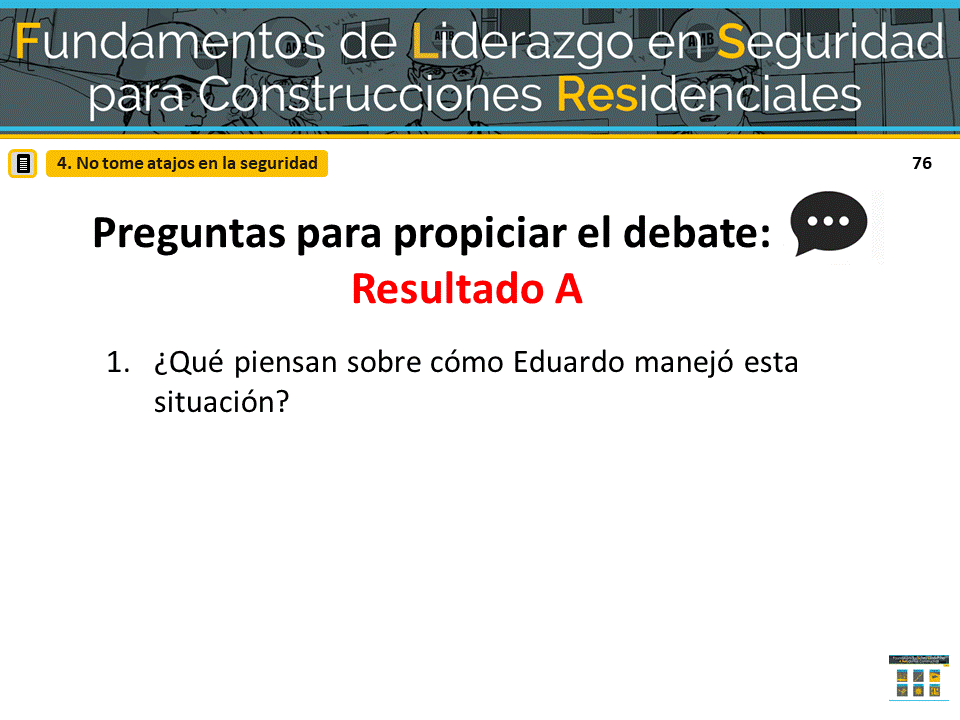 Fundamentos de Liderazgo en Seguridad
para Construcciones Residenciales
4. No tome atajos en la seguridad
76
Preguntas para propiciar el debate:
Resultado A
1. ¿Qué piensan sobre cómo Eduardo manejó esta
situación?